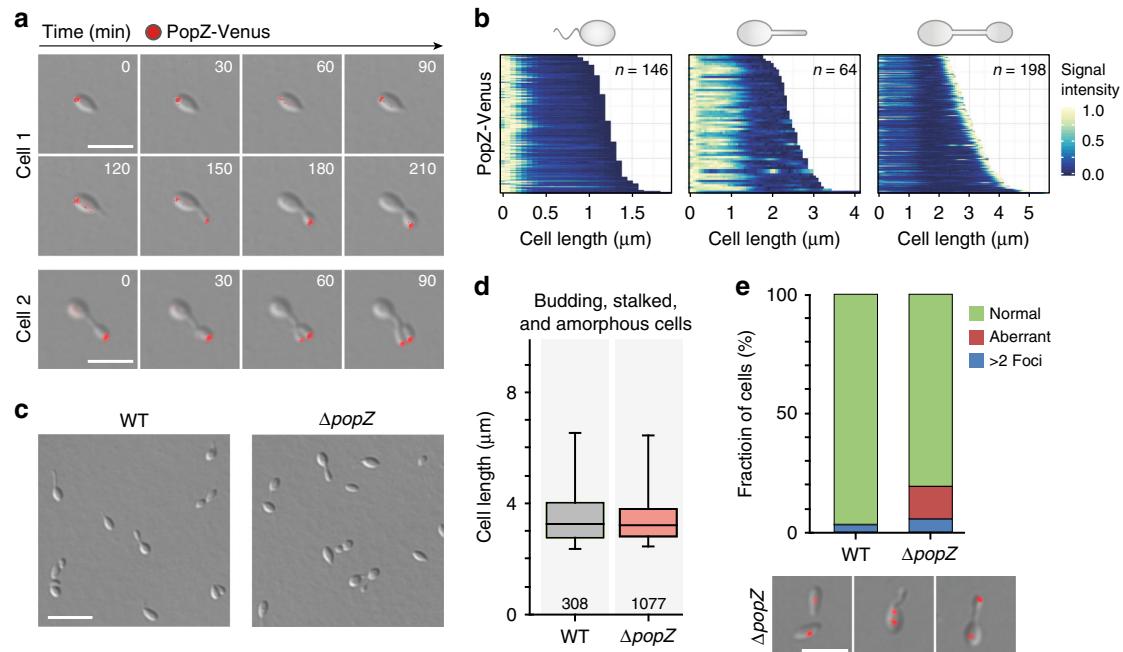 a
Time (min) PopZ-Venus
Cell 1
0 30 60 90
120 150 180 210
Cell 2
0 30 60 90
b
PopZ-Venus
n = 146
n = 64
n = 198
Signal
intensity
1.0
0.5
0.0
0 0.5 1 1.5
Cell length (μm)
0 1 2 3 4
Cell length (μm)
0 1 2 3 4 5
Cell length (μm)
c
WT
ΔpopZ
d
Budding, stalked,
and amorphous cells
Cell length (μm)
8
4
0
308 1077
WT ΔpopZ
e
Fractioin of cells (%)
100
50
0
WT ΔpopZ
Normal
Aberrant
>2 Foci
ΔpopZ